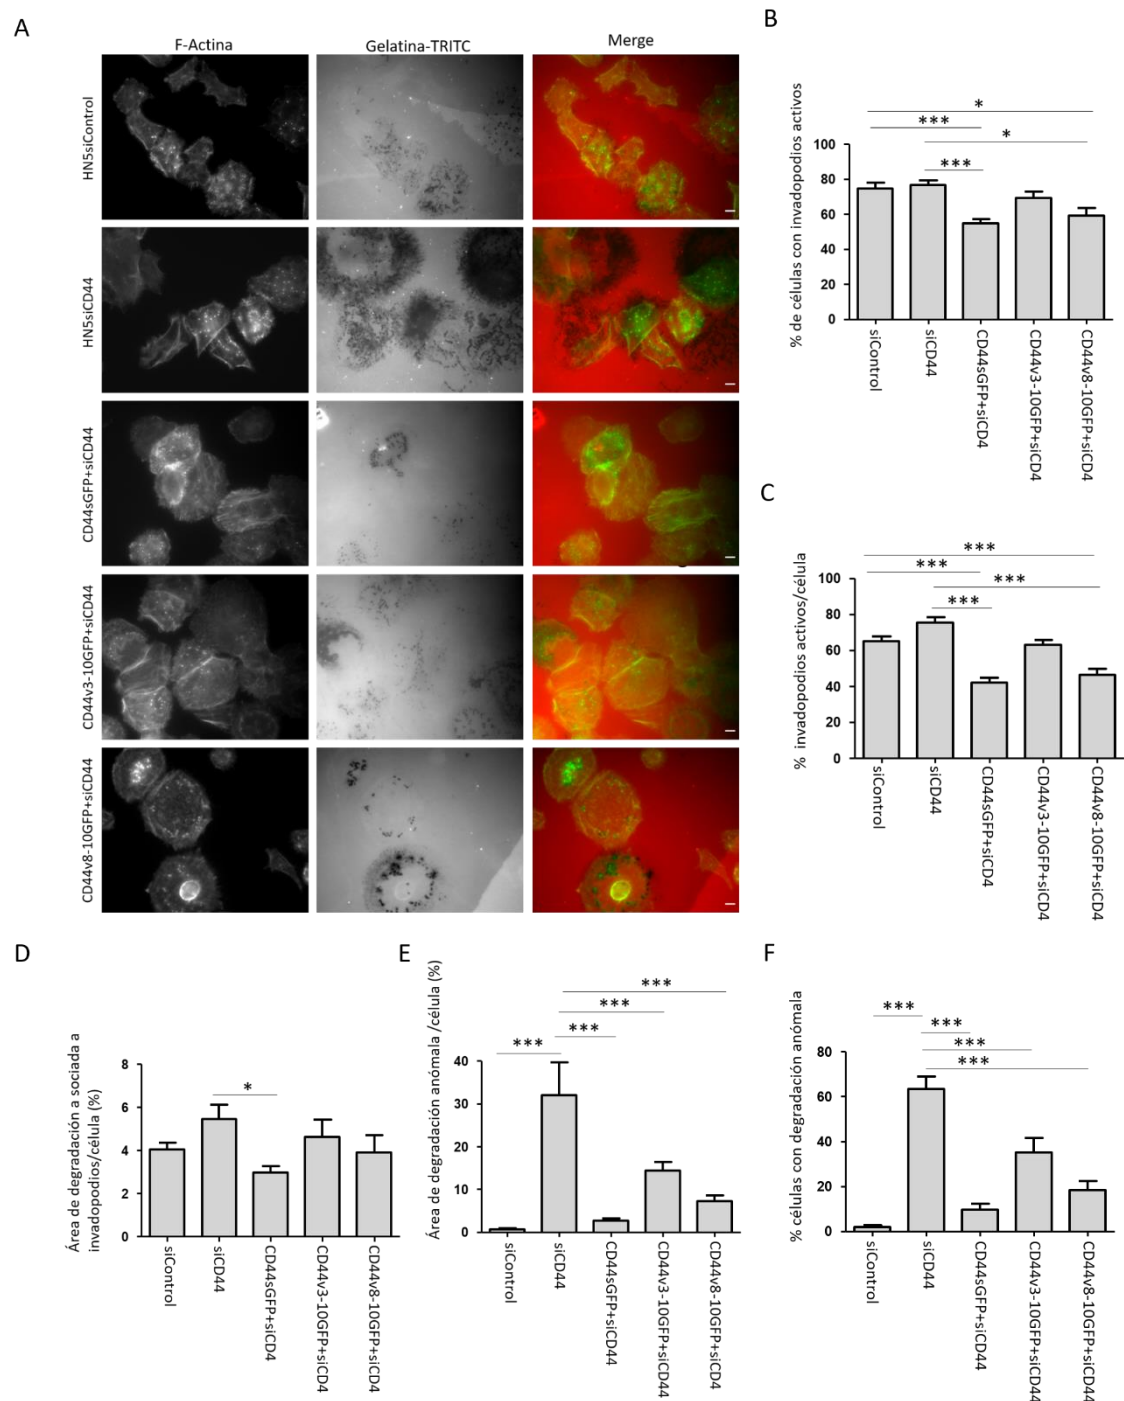 A
F-Actina
Gelatina-TRITC
Merge
HN5siControl
HN5siCD44
CD44sGFP+siCD44
CD44v3-10GFP+siCD44
CD44v8-10GFP+siCD44
B
% de células con invadopodios activos
*
***
*
***
100
80
60
40
20
0
siControl
siCD44
CD44sGFP+siCD4
CD44v3-10GFP+siCD4
CD44v8-10GFP+siCD4
C
% invadopodios activos/célula
***
***
***
***
100
80
60
40
20
0
siControl
siCD44
CD44sGFP+siCD4
CD44v3-10GFP+siCD4
CD44v8-10GFP+siCD4
D
Área de degradación a sociada a
invadopodios/célula (%)
*
8
6
4
2
0
siControl
siCD44
CD44sGFP+siCD4
CD44v3-10GFP+siCD4
CD44v8-10GFP+siCD4
E
Área de degradación anómala /célula (%)
***
***
***
***
40
30
20
10
0
siControl
siCD44
CD44sGFP+siCD44
CD44v3-10GFP+siCD44
CD44v8-10GFP+siCD4
F
% células con degradación anómala
***
***
***
***
80
60
40
20
0
siControl
siCD44
CD44sGFP+siCD44
CD44v3-10GFP+siCD44
CD44v8-10GFP+siCD44